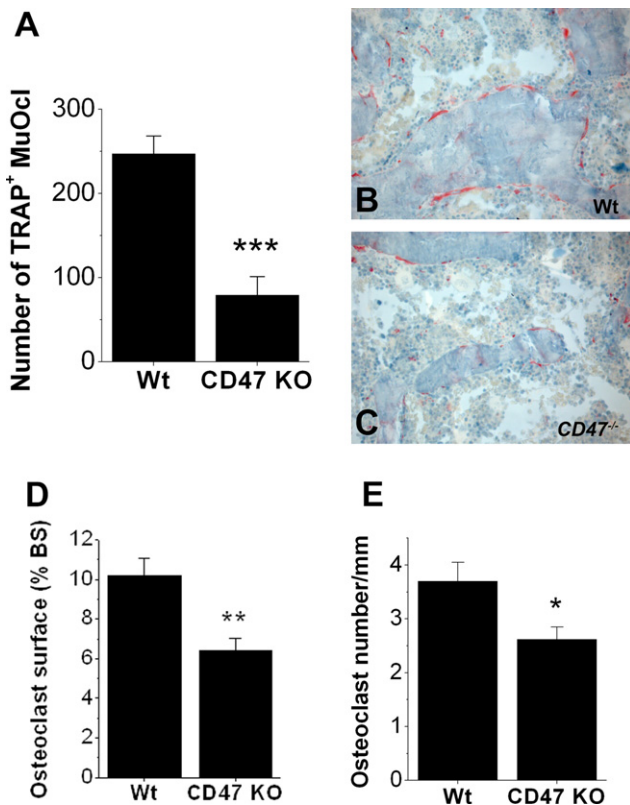 A
Number of TRAP+ MuOcl
300
200
100
0
Wt
CD47 KO
***
B
Wt
C
CD47-/-
D
Osteoclast surface (% BS)
12
10
8
6
4
2
0
Wt
CD47 KO
**
E
Osteoclast number/mm
4
3
2
1
0
Wt
CD47 KO
*